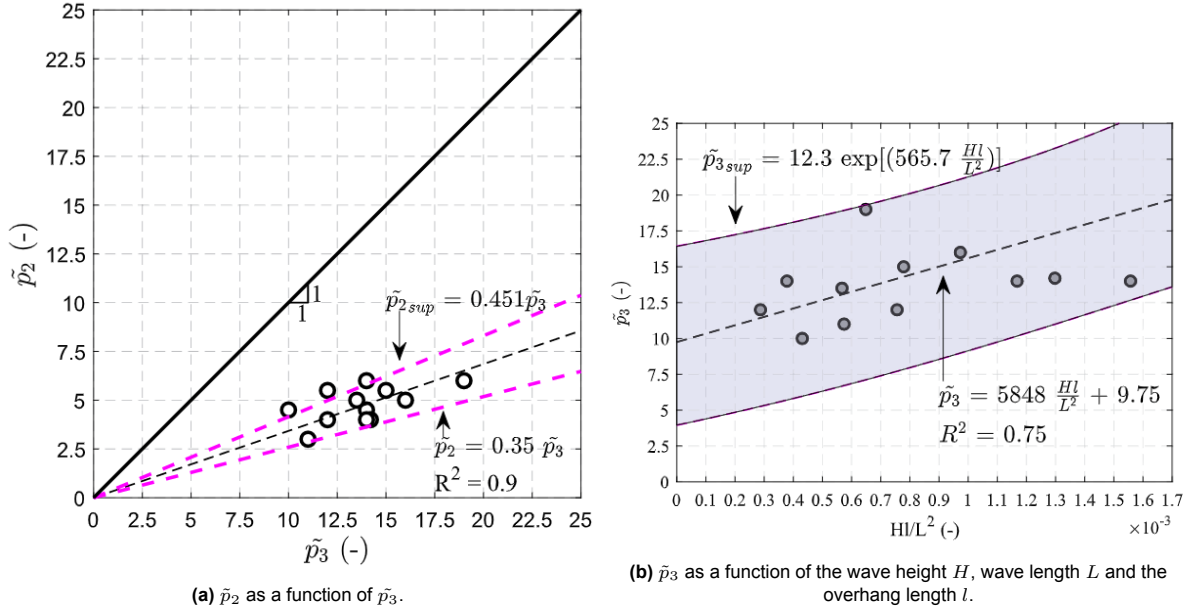 25
22.5
20
17.5
15
12.5
10
7.5
5
2.5
0
p̃₂ (-)
1
1
p̃₂sup = 0.451p̃₃
p̃₂ = 0.35 p̃₃
R² = 0.9
0 2.5 5 7.5 10 12.5 15 17.5 20 22.5 25
p̃₃ (-)
(a) p̃₂ as a function of p̃₃.
25
22.5
20
17.5
15
12.5
10
7.5
5
2.5
0
p̃₃ (-)
p̃₃sup = 12.3 exp[(565.7 Hl/L²)]
p̃₃ = 5848 Hl/L² + 9.75
R² = 0.75
0 0.1 0.2 0.3 0.4 0.5 0.6 0.7 0.8 0.9 1 1.1 1.2 1.3 1.4 1.5 1.6 1.7
Hl/L² (-)
×10⁻³
(b) p̃₃ as a function of the wave height H, wave length L and the
overhang length l.